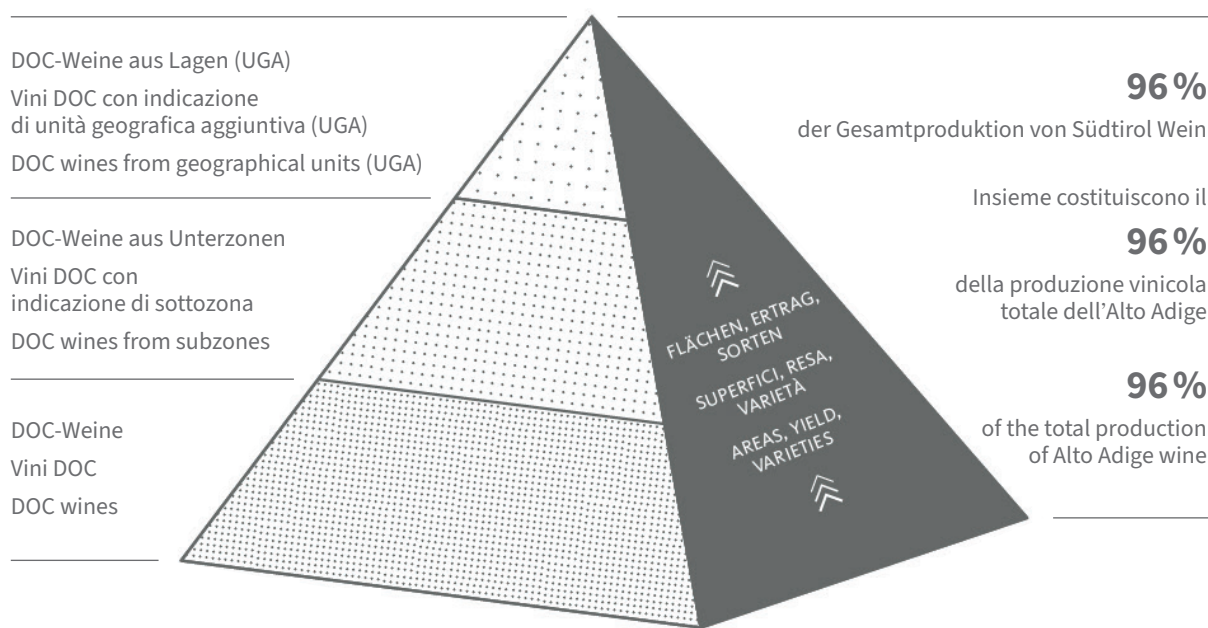 DOC-Weine aus Lagen (UGA)
Vini DOC con indicazione
di unità geografica aggiuntiva (UGA)
DOC wines from geographical units (UGA)
DOC-Weine aus Unterzonen
Vini DOC con
indicazione di sottozona
DOC wines from subzones
DOC-Weine
Vini DOC
DOC wines
FLÄCHEN, ERTRAG,
SORTEN
SUPERFICI, RESA,
VARIETÀ
AREAS, YIELD,
VARIETIES
96 %
der Gesamtproduktion von Südtirol Wein
Insieme costituiscono il
96 %
della produzione vinicola
totale dell’Alto Adige
96 %
of the total production
of Alto Adige wine